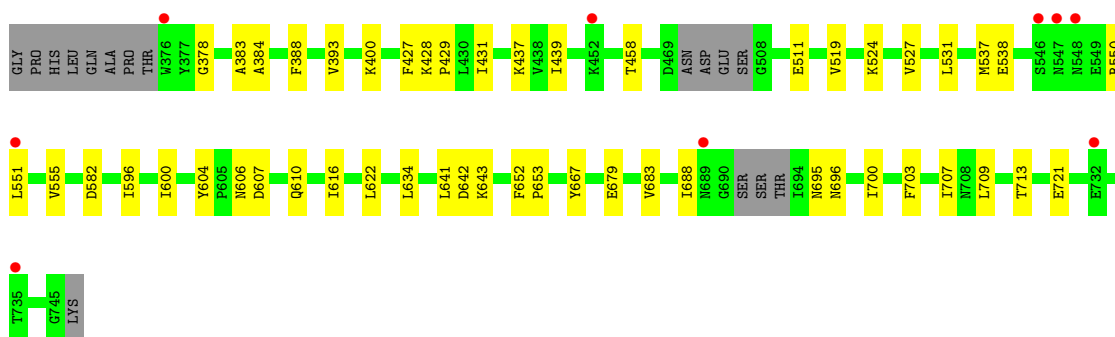 GLY PRO HIS LEU GLN ALA PRO THR W376 Y377 G378 A383 A384 F388 V393 K400 F427 K428 P429 L430 I431 K437 V438 I439 K452 T458 D469 ASN ASP GLU SER G508 E511 V519 K524 V527 L531 M537 E538 S546 N547 N548 E549
L551 V555 D582 I596 I600 Y604 P605 N606 D607 Q610 I616 L622 L634 L641 D642 K643 F652 P653 Y667 E679 V683 I688 N689 G690 SER SER THR I694 N695 N696 I700 F703 I707 N708 L709 T713 E721 E732
T735 G745 LYS